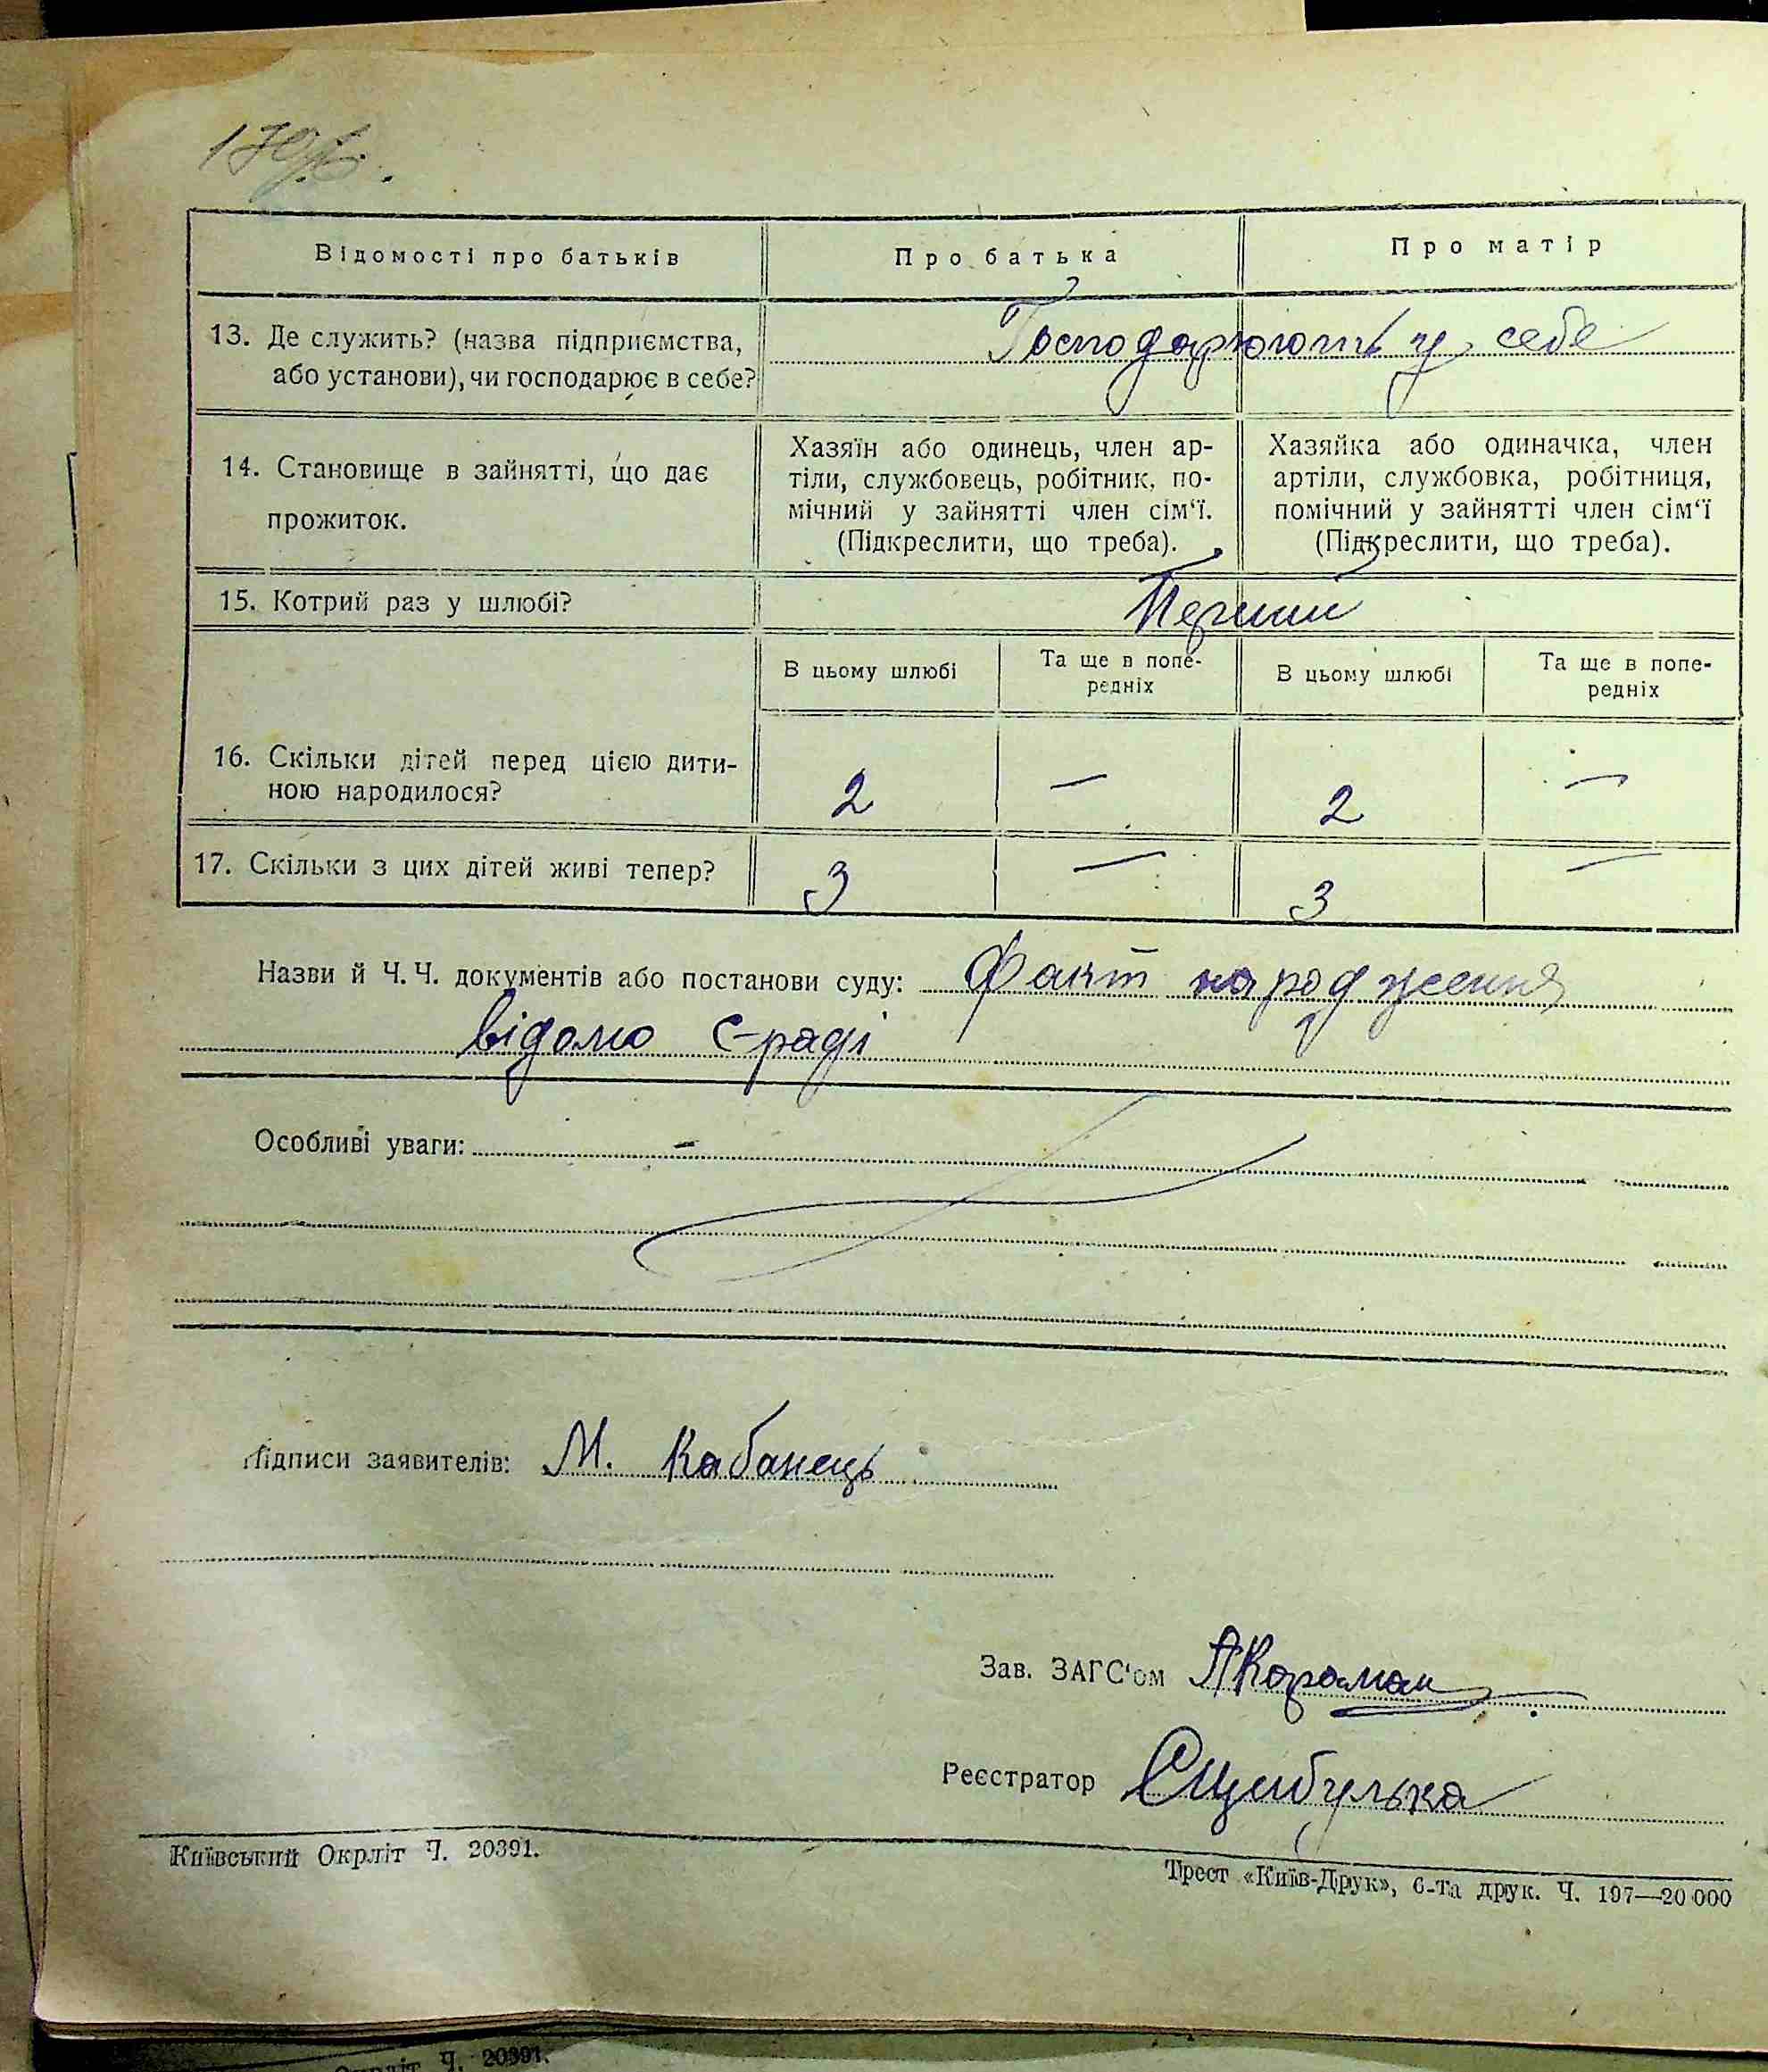 Відомості про батьків
Про батька
Про матір
13. Де служить? (назва підприємства,
або установи), чи господарює в себе?
Господарюють у себе
14. Становище в зайнятті, що дає
прожиток.
Хазяїн або одинець, член ар-
тіли, службовець, робітник, по-
мічний у зайнятті член сім‘ї.
(Підкреслити, що треба).
Хазяйка або одиначка, член
артіли, службовка, робітниця,
помічний у зайнятті член сім‘ї
(Підкреслити, що треба).
15. Котрий раз у шлюбі?
Перший
В цьому шлюбі
Та ще в попе-
редніх
В цьому шлюбі
Та ще в попе-
редніх
16. Скільки дітей перед цією дити-
ною народилося?
2 — 2 —
17. Скільки з цих дітей живі тепер?
3 — 3 —
Назви й Ч.Ч. документів або постанови суду: Факт народження
відомо с-раді
Особливі уваги: -
Підписи заявителів: М. Кабанець
Зав. ЗАГС‘ом
Реєстратор Є Цибулька
Київський Окрліт Ч. 20391.
Трест «Київ-Друк», 6-та друк. Ч. 197—20 000
Окрліт Ч. 20391.